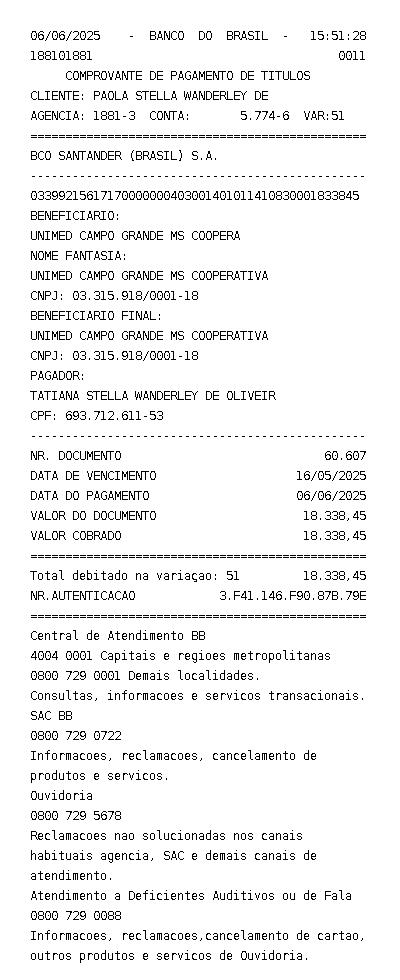 06/06/2025 - BANCO DO BRASIL - 15:51:28
188101881 0011
COMPROVANTE DE PAGAMENTO DE TITULOS
CLIENTE: PAOLA STELLA WANDERLEY DE
AGENCIA: 1881-3 CONTA: 5.774-6 VAR:51
================================================
BCO SANTANDER (BRASIL) S.A.
------------------------------------------------
03399215617170000000403001401011410830001833845
BENEFICIARIO:
UNIMED CAMPO GRANDE MS COOPERA
NOME FANTASIA:
UNIMED CAMPO GRANDE MS COOPERATIVA
CNPJ: 03.315.918/0001-18
BENEFICIARIO FINAL:
UNIMED CAMPO GRANDE MS COOPERATIVA
CNPJ: 03.315.918/0001-18
PAGADOR:
TATIANA STELLA WANDERLEY DE OLIVEIR
CPF: 693.712.611-53
------------------------------------------------
NR. DOCUMENTO 60.607
DATA DE VENCIMENTO 16/05/2025
DATA DO PAGAMENTO 06/06/2025
VALOR DO DOCUMENTO 18.338,45
VALOR COBRADO 18.338,45
================================================
Total debitado na variaçao: 51 18.338,45
NR.AUTENTICACAO 3.F41.146.F90.87B.79E
================================================
Central de Atendimento BB
4004 0001 Capitais e regioes metropolitanas
0800 729 0001 Demais localidades.
Consultas, informacoes e servicos transacionais.
SAC BB
0800 729 0722
Informacoes, reclamacoes, cancelamento de
produtos e servicos.
Ouvidoria
0800 729 5678
Reclamacoes nao solucionadas nos canais
habituais agencia, SAC e demais canais de
atendimento.
Atendimento a Deficientes Auditivos ou de Fala
0800 729 0088
Informacoes, reclamacoes,cancelamento de cartao,
outros produtos e servicos de Ouvidoria.